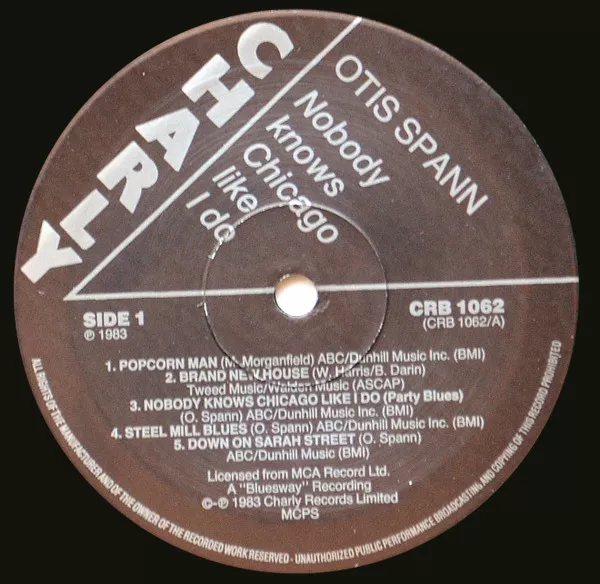 CHARLY
OTIS SPANN
Nobody
knows
Chicago
like
I do
SIDE 1
℗ 1983
CRB 1062
(CRB 1062/A)
1. POPCORN MAN (M. Morganfield) ABC/Dunhill Music Inc. (BMI)
2. BRAND NEW HOUSE (W. Harris/B. Darin)
Tweed Music/Walden Music (ASCAP)
3. NOBODY KNOWS CHICAGO LIKE I DO (Party Blues)
(O. Spann) ABC/Dunhill Music Inc. (BMI)
4. STEEL MILL BLUES (O. Spann) ABC/Dunhill Music Inc. (BMI)
5. DOWN ON SARAH STREET (O. Spann)
ABC/Dunhill Music (BMI)
Licensed from MCA Record Ltd.
A "Bluesway" Recording
©-℗ 1983 Charly Records Limited
MCPS
ALL RIGHTS OF THE MANUFACTURER AND OF THE OWNER OF THE RECORDED WORK RESERVED - UNAUTHORIZED PUBLIC PERFORMANCE BROADCASTING AND COPYING OF THIS RECORD PROHIBITED